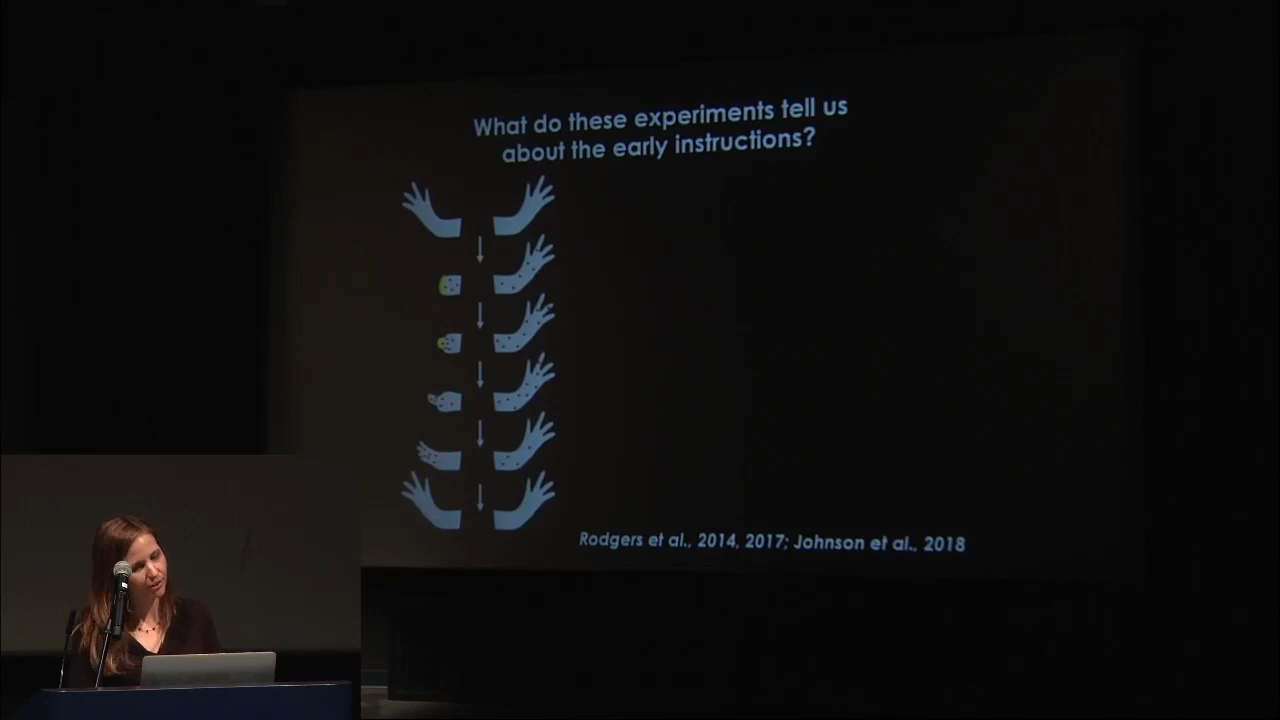 What do these experiments tell us
about the early instructions?
Rodgers et al., 2014, 2017; Johnson et al., 2018